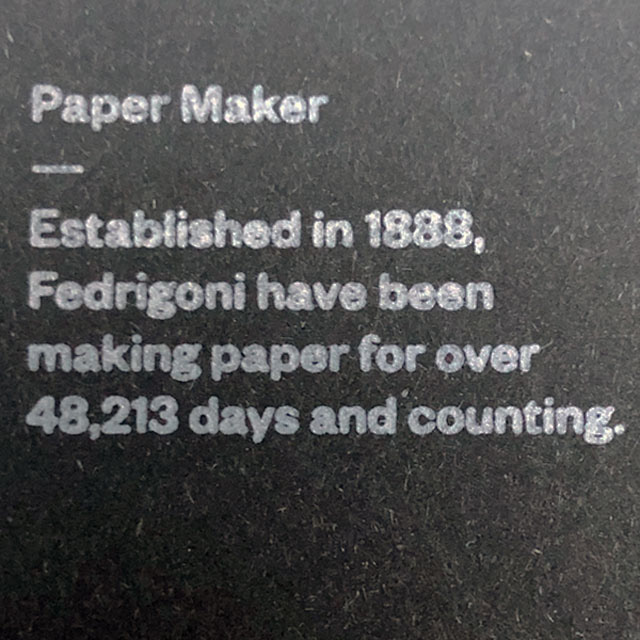 Paper Maker
—
Established in 1888,
Fedrigoni have been
making paper for over
48,213 days and counting.